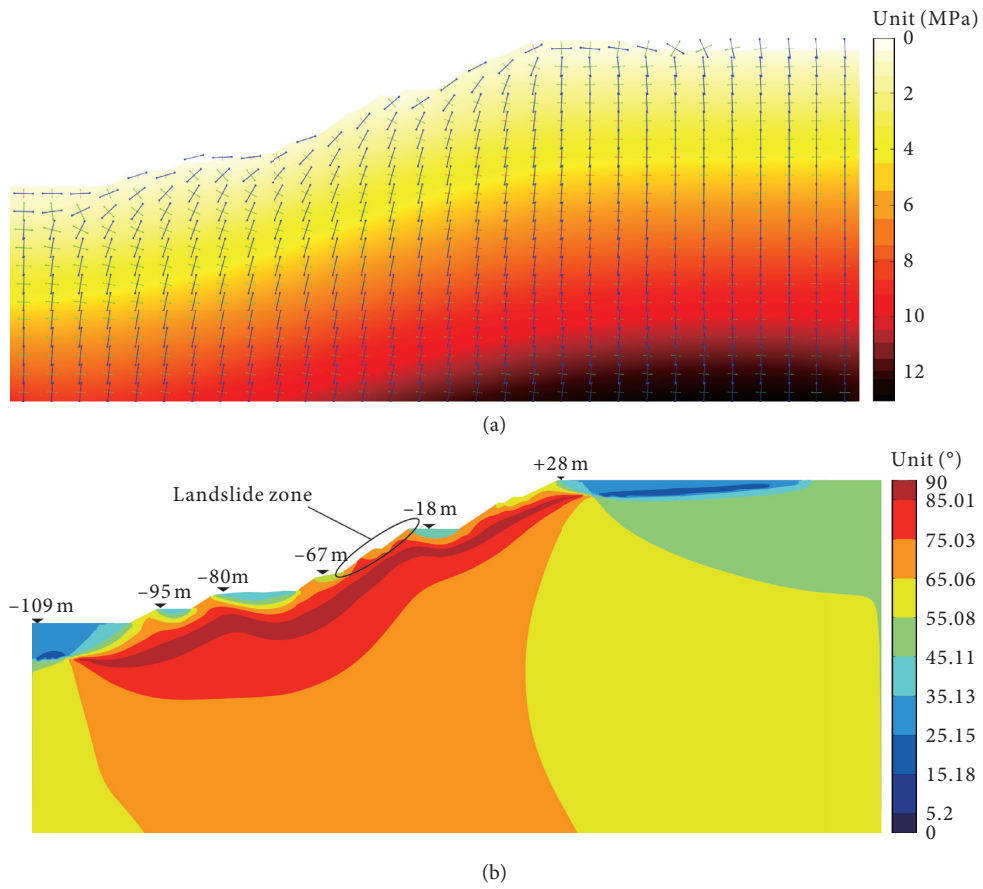 Unit (MPa)
0
2
4
6
8
10
12
(a)
Unit (°)
+28 m
Landslide zone
−18 m
−67 m
−80m
−95 m
−109 m
90
85.01
75.03
65.06
55.08
45.11
35.13
25.15
15.18
5.2
0
(b)